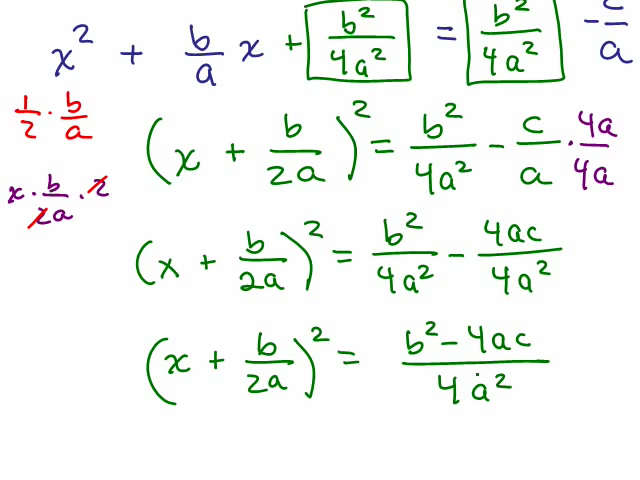 x² + b/a x + b²/4a² = b²/4a² - c/a
1/2 · b/a
(x + b/2a)² = b²/4a² - c/a · 4a/4a
x · b/2a · 2
(x + b/2a)² = b²/4a² - 4ac/4a²
(x + b/2a)² = b² - 4ac/4a²